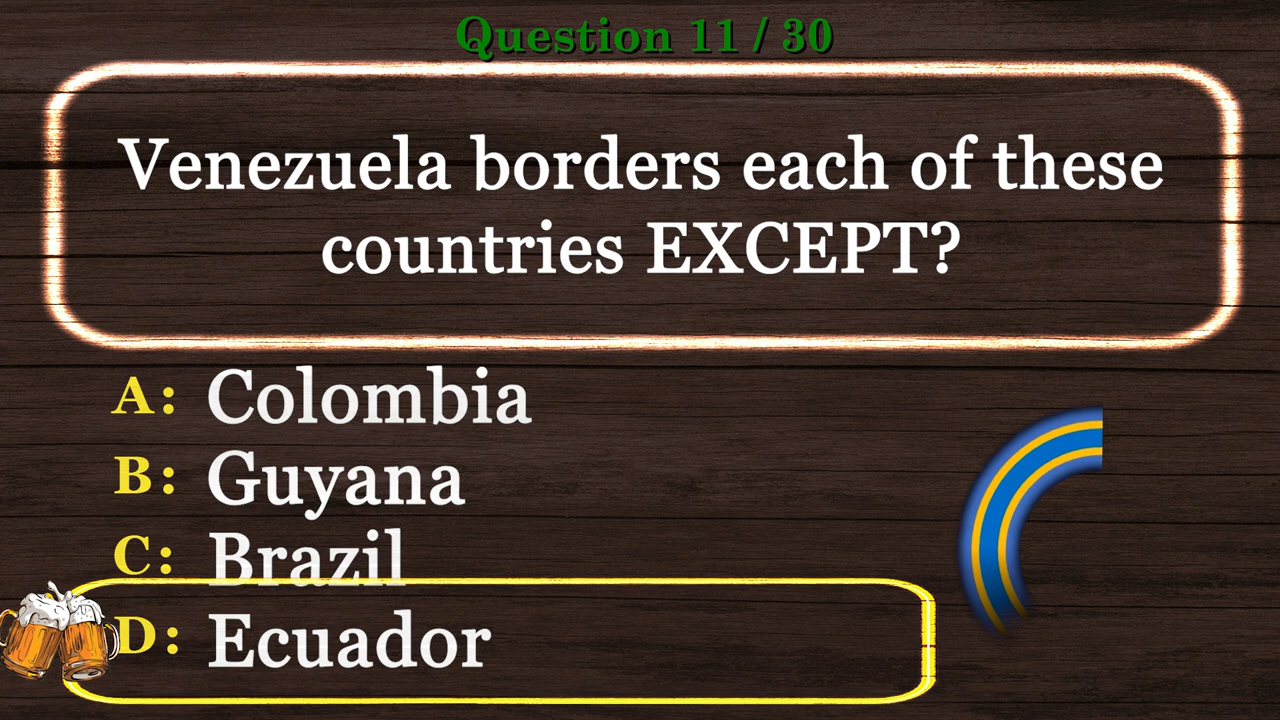 Question 11 / 30
Venezuela borders each of these
countries EXCEPT?
A: Colombia
B: Guyana
C: Brazil
D: Ecuador